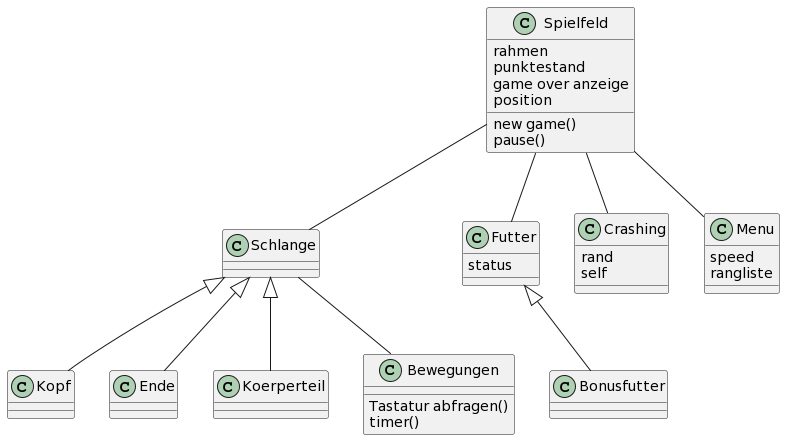 C Spielfeld
rahmen
punktestand
game over anzeige
position
new game()
pause()
C Schlange
C Futter
status
C Crashing
rand
self
C Menu
speed
rangliste
C Kopf
C Ende
C Koerperteil
C Bewegungen
Tastatur abfragen()
timer()
C Bonusfutter